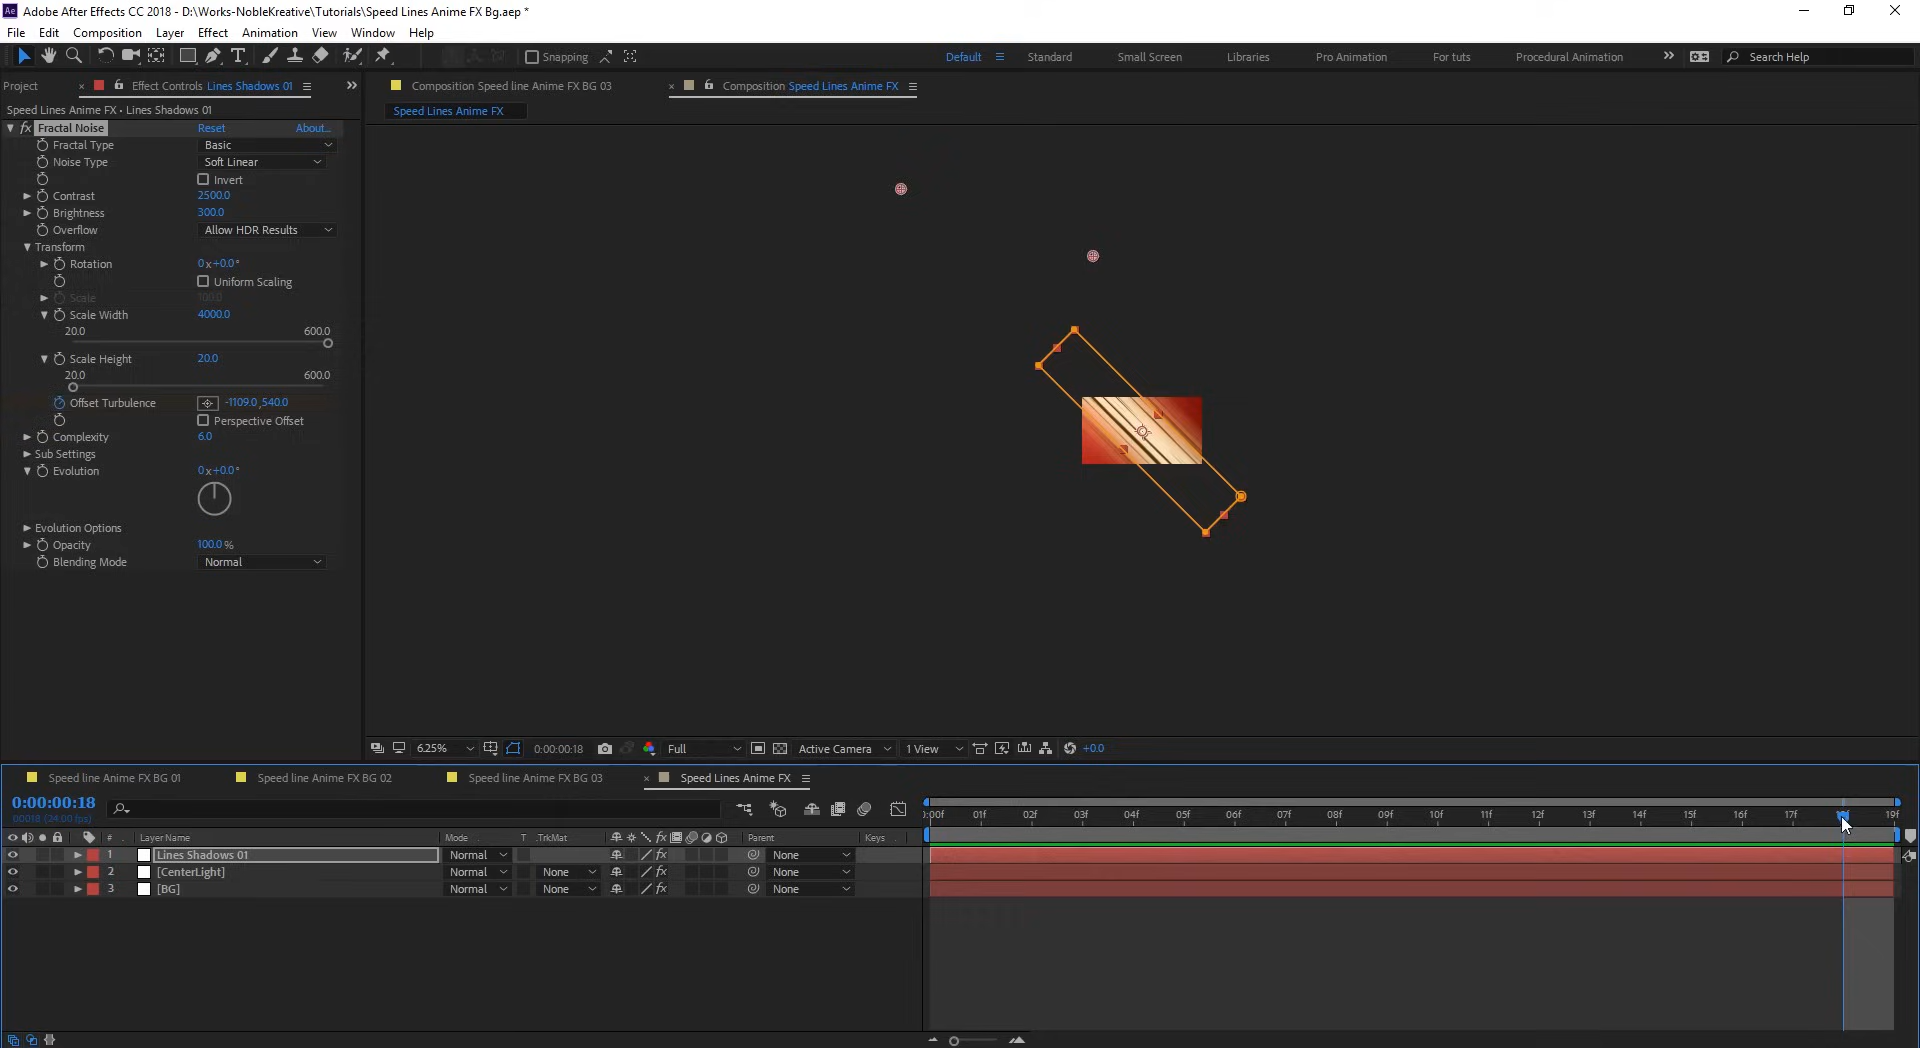 Adobe After Effects CC 2018 - D:\Works-NobleKreative\Tutorials\Speed Lines Anime FX Bg.aep *
File Edit Composition Layer Effect Animation View Window Help
Snapping Default Standard Small Screen Libraries Pro Animation For tuts Procedural Animation Search Help
Project Effect Controls Lines Shadows 01 Composition Speed line Anime FX BG 03 Composition Speed Lines Anime FX
Speed Lines Anime FX • Lines Shadows 01 Speed Lines Anime FX
Fractal Noise Reset About...
Fractal Type Basic
Noise Type Soft Linear
Invert
Contrast 2500.0
Brightness 300.0
Overflow Allow HDR Results
Transform
Rotation 0x+0.0°
Uniform Scaling
Scale 100.0
Scale Width 4000.0
20.0 600.0
Scale Height 20.0
20.0 600.0
Offset Turbulence -1109.0,540.0
Perspective Offset
Complexity 6.0
Sub Settings
Evolution 0x+0.0°
Evolution Options
Opacity 100.0 %
Blending Mode Normal
6.25% 0:00:00:18 Full Active Camera 1 View +0.0
Speed line Anime FX BG 01 Speed line Anime FX BG 02 Speed line Anime FX BG 03 Speed Lines Anime FX
0:00:00:18
00018 (24.00 fps)
:00f 01f 02f 03f 04f 05f 06f 07f 08f 09f 10f 11f 12f 13f 14f 15f 16f 17f 19f
# Layer Name Mode T .TrkMat Parent Keys
1 Lines Shadows 01 Normal None
2 [CenterLight] Normal None None
3 [BG] Normal None None